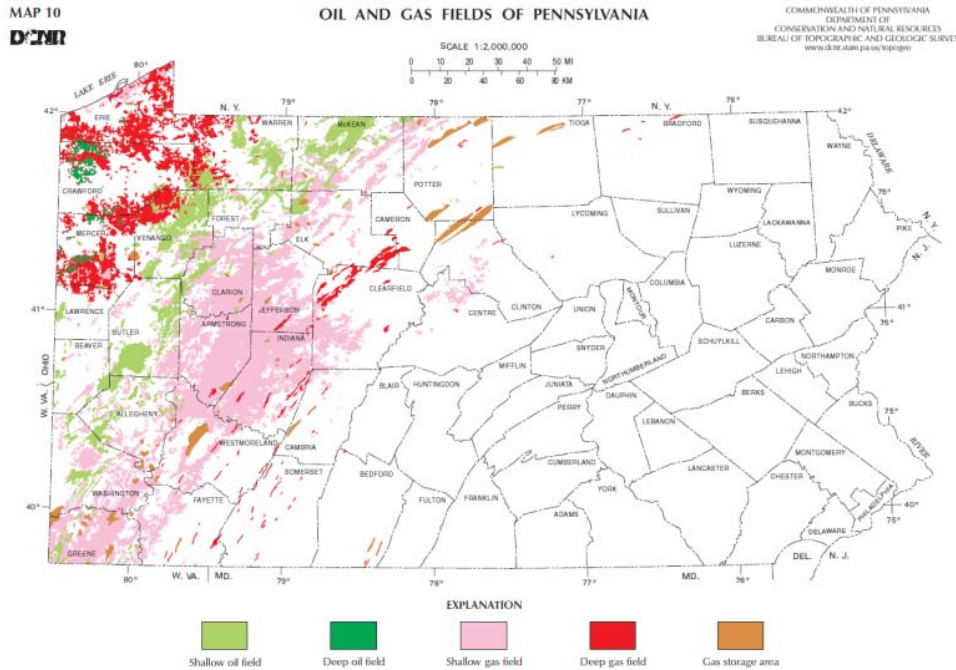 MAP 10
DCNR
OIL AND GAS FIELDS OF PENNSYLVANIA
COMMONWEALTH OF PENNSYLVANIA
DEPARTMENT OF
CONSERVATION AND NATURAL RESOURCES
BUREAU OF TOPOGRAPHIC AND GEOLOGIC SURVEY
www.dcnr.state.pa.us/topogeo
SCALE 1:2,000,000
0 10 20 30 40 50 MI
0 20 40 60 80 KM
LAKE ERIE
80°
42°
N. Y.
79°
78°
77°
N. Y.
76°
42°
ERIE
WARREN
McKEAN
TIOGA
BRADFORD
SUSQUEHANNA
WAYNE
DELAWARE
CRAWFORD
POTTER
WYOMING
75°
FOREST
CAMERON
LYCOMING
SULLIVAN
LACKAWANNA
MERCER
VENANGO
ELK
LUZERNE
PIKE
N. Y.
N. J.
CLARION
CLEARFIELD
CLINTON
COLUMBIA
MONROE
41°
LAWRENCE
JEFFERSON
CENTRE
UNION
MONTOUR
CARBON
41°
75°
BUTLER
ARMSTRONG
INDIANA
SNYDER
SCHUYLKILL
NORTHAMPTON
BEAVER
MIFFLIN
NORTHUMBERLAND
LEHIGH
OHIO
W. VA.
BLAIR
HUNTINGDON
JUNIATA
DAUPHIN
BERKS
BUCKS
ALLEGHENY
PERRY
LEBANON
75°
RIVER
WESTMORELAND
CAMBRIA
CUMBERLAND
MONTGOMERY
WASHINGTON
SOMERSET
BEDFORD
LANCASTER
CHESTER
40°
FAYETTE
FULTON
FRANKLIN
YORK
PHILADELPHIA
40°
75°
ADAMS
DELAWARE
GREENE
DEL.
N. J.
80°
W. VA.
MD.
79°
78°
77°
MD.
76°
EXPLANATION
Shallow oil field
Deep oil field
Shallow gas field
Deep gas field
Gas storage area